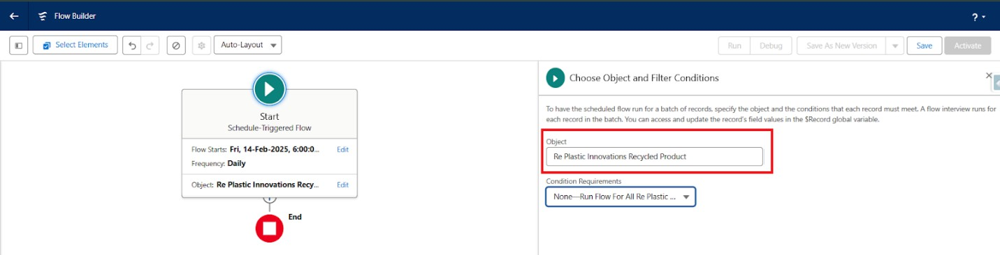 Flow Builder
?
Select Elements
Auto-Layout
Run
Debug
Save As New Version
Save
Activate
Start
Schedule-Triggered Flow
Flow Starts: Fri, 14-Feb-2025, 6:00:0...
Edit
Frequency: Daily
Object: Re Plastic Innovations Recy...
Edit
End
Choose Object and Filter Conditions
To have the scheduled flow run for a batch of records, specify the object and the conditions that each record must meet. A flow interview runs for
each record in the batch. You can access and update the record's field values in the $Record global variable.
Object
Re Plastic Innovations Recycled Product
Condition Requirements
None—Run Flow For All Re Plastic ...